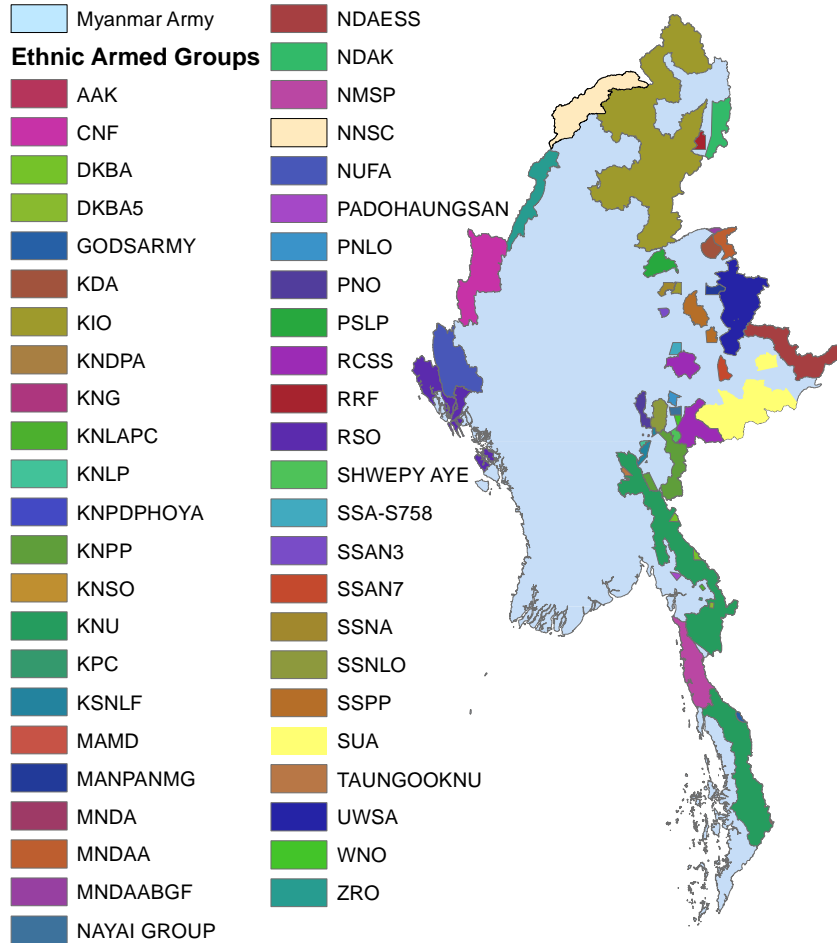 Myanmar Army
Ethnic Armed Groups
AAK
CNF
DKBA
DKBA5
GODSARMY
KDA
KIO
KNDPA
KNG
KNLAPC
KNLP
KNPDPHOYA
KNPP
KNSO
KNU
KPC
KSNLF
MAMD
MANPANMG
MNDA
MNDAA
MNDAABGF
NAYAI GROUP
NDAESS
NDAK
NMSP
NNSC
NUFA
PADOHAUNGSAN
PNLO
PNO
PSLP
RCSS
RRF
RSO
SHWEPY AYE
SSA-S758
SSAN3
SSAN7
SSNA
SSNLO
SSPP
SUA
TAUNGOOKNU
UWSA
WNO
ZRO